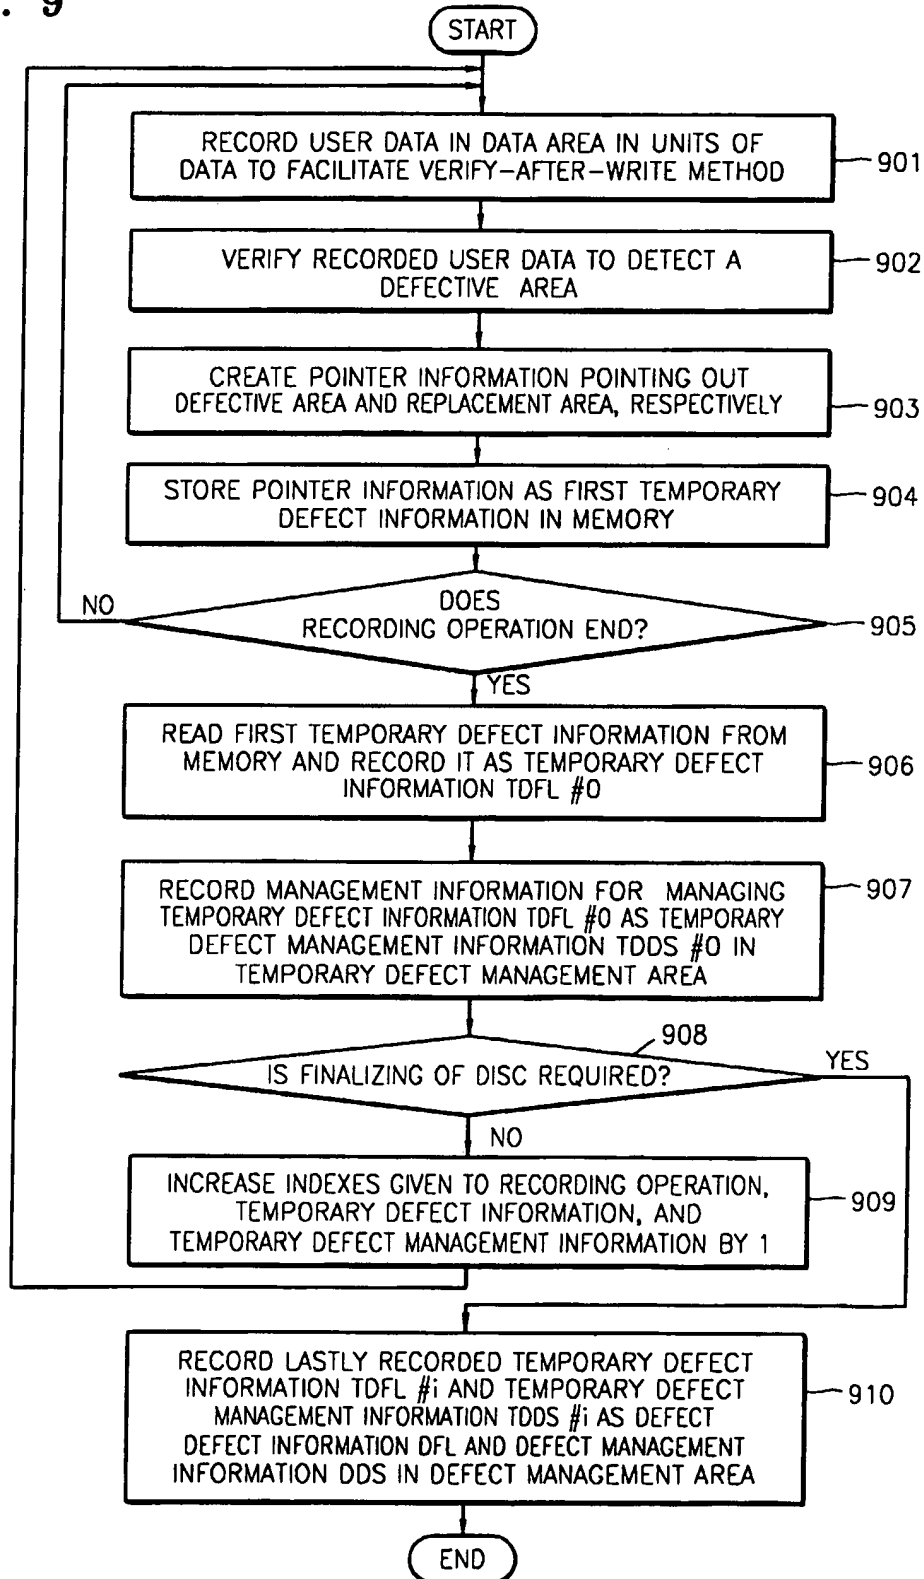 . 9
START
RECORD USER DATA IN DATA AREA IN UNITS OF
DATA TO FACILITATE VERIFY-AFTER-WRITE METHOD
901
VERIFY RECORDED USER DATA TO DETECT A
DEFECTIVE AREA
902
CREATE POINTER INFORMATION POINTING OUT
DEFECTIVE AREA AND REPLACEMENT AREA, RESPECTIVELY
903
STORE POINTER INFORMATION AS FIRST TEMPORARY
DEFECT INFORMATION IN MEMORY
904
DOES
RECORDING OPERATION END?
905
NO
YES
READ FIRST TEMPORARY DEFECT INFORMATION FROM
MEMORY AND RECORD IT AS TEMPORARY DEFECT
INFORMATION TDFL #0
906
RECORD MANAGEMENT INFORMATION FOR MANAGING
TEMPORARY DEFECT INFORMATION TDFL #0 AS TEMPORARY
DEFECT MANAGEMENT INFORMATION TDDS #0 IN
TEMPORARY DEFECT MANAGEMENT AREA
907
908
IS FINALIZING OF DISC REQUIRED?
YES
NO
INCREASE INDEXES GIVEN TO RECORDING OPERATION,
TEMPORARY DEFECT INFORMATION, AND
TEMPORARY DEFECT MANAGEMENT INFORMATION BY 1
909
RECORD LASTLY RECORDED TEMPORARY DEFECT
INFORMATION TDFL #i AND TEMPORARY DEFECT
MANAGEMENT INFORMATION TDDS #i AS DEFECT
DEFECT INFORMATION DFL AND DEFECT MANAGEMENT
INFORMATION DDS IN DEFECT MANAGEMENT AREA
910
END